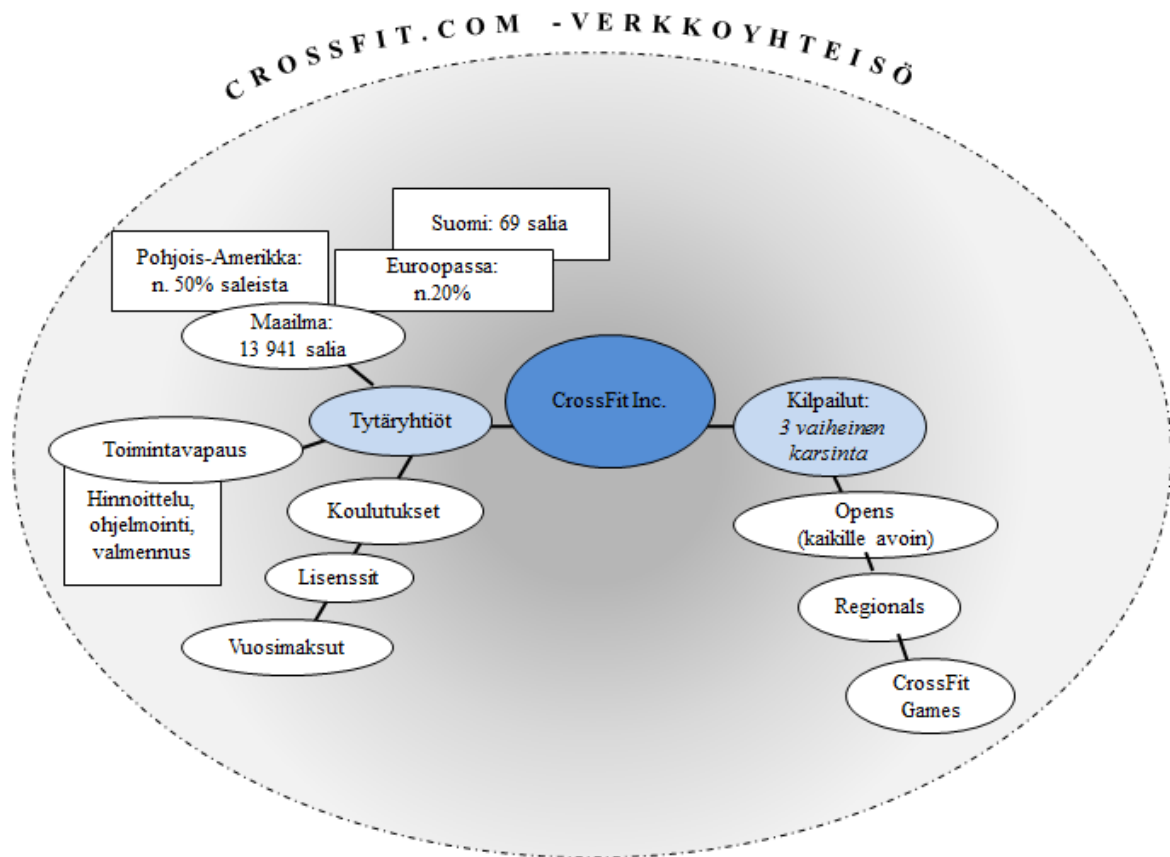 CROSSFIT.COM -VERKKOYHTEISÖ
Suomi: 69 salia
Pohjois-Amerikka:
n. 50% saleista
Euroopassa:
n.20%
Maailma:
13 941 salia
CrossFit Inc.
Tytäryhtiöt
Kilpailut:
3 vaiheinen
karsinta
Toimintavapaus
Hinnoittelu,
ohjelmointi,
valmennus
Koulutukset
Lisenssit
Vuosimaksut
Opens
(kaikille avoin)
Regionals
CrossFit
Games